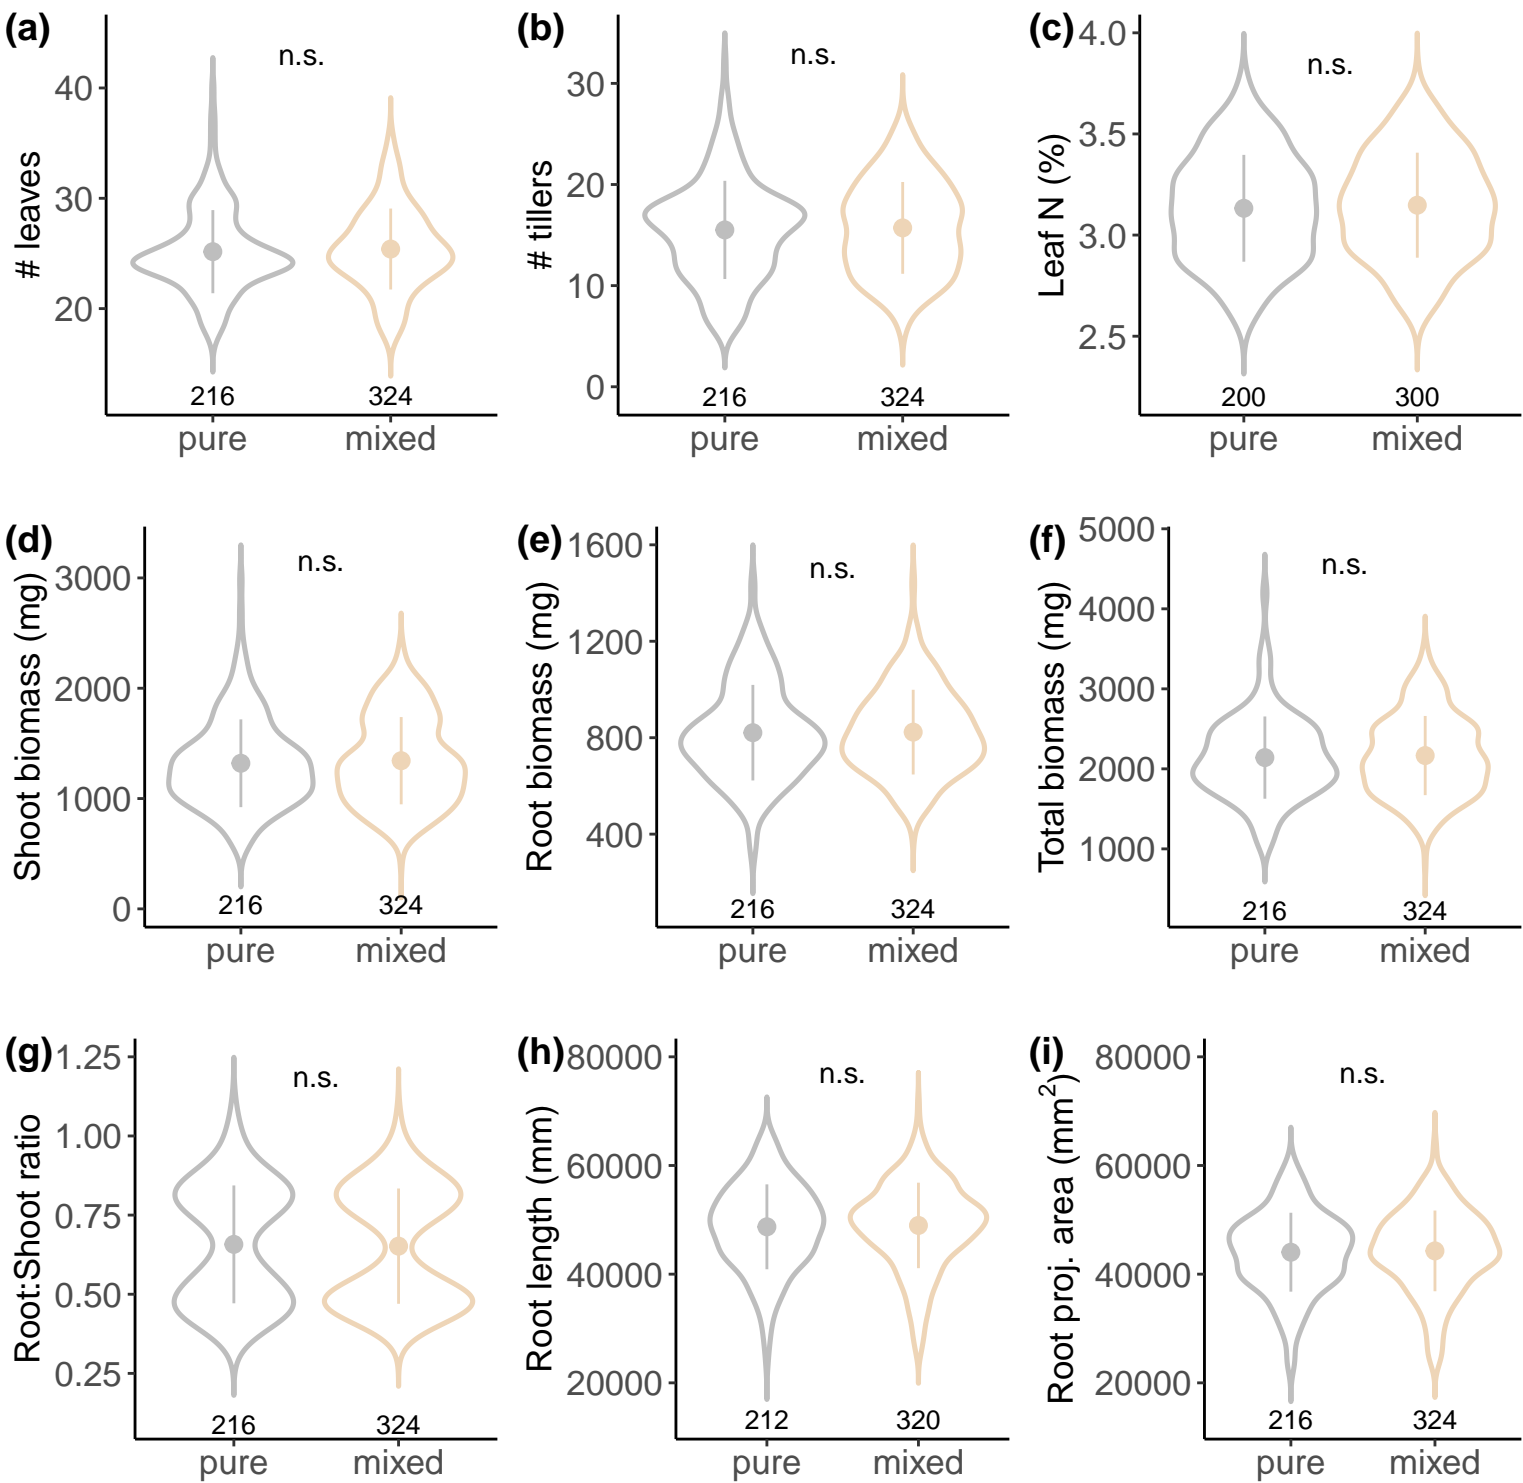 (a)
# leaves
40
30
20
n.s.
216
324
pure
mixed
(b)
# tillers
30
20
10
0
n.s.
216
324
pure
mixed
(c)
Leaf N (%)
4.0
3.5
3.0
2.5
n.s.
200
300
pure
mixed
(d)
Shoot biomass (mg)
3000
2000
1000
0
n.s.
216
324
pure
mixed
(e)
Root biomass (mg)
1600
1200
800
400
n.s.
216
324
pure
mixed
(f)
Total biomass (mg)
5000
4000
3000
2000
1000
n.s.
216
324
pure
mixed
(g)
Root:Shoot ratio
1.25
1.00
0.75
0.50
0.25
n.s.
216
324
pure
mixed
(h)
Root length (mm)
80000
60000
40000
20000
n.s.
212
320
pure
mixed
(i)
Root proj. area (mm²)
80000
60000
40000
20000
n.s.
216
324
pure
mixed